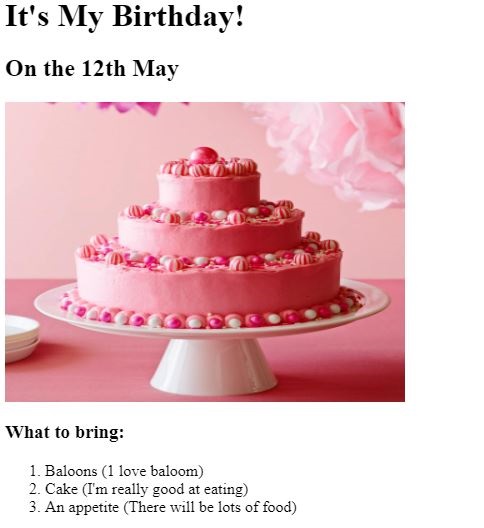 It's My Birthday!
On the 12th May
What to bring:
1. Baloons (1 love baloom)
2. Cake (I'm really good at eating)
3. An appetite (There will be lots of food)